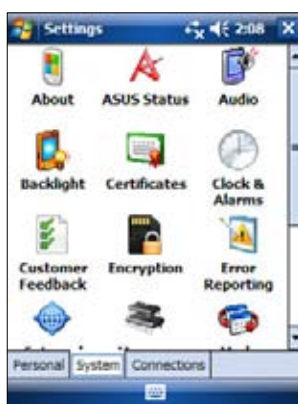 Settings 2:08
About ASUS Status Audio
Backlight Certificates Clock &
Alarms
Customer Encryption Error
Feedback Reporting
Personal System Connections